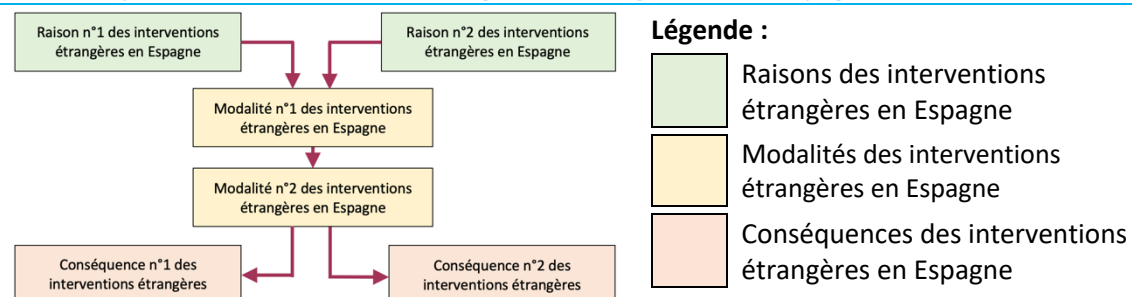 Raison n°1 des interventions
étrangères en Espagne
Raison n°2 des interventions
étrangères en Espagne
Modalité n°1 des interventions
étrangères en Espagne
Modalité n°2 des interventions
étrangères en Espagne
Conséquence n°1 des
interventions étrangères
Conséquence n°2 des
interventions étrangères
Légende :
Raisons des interventions
étrangères en Espagne
Modalités des interventions
étrangères en Espagne
Conséquences des interventions
étrangères en Espagne